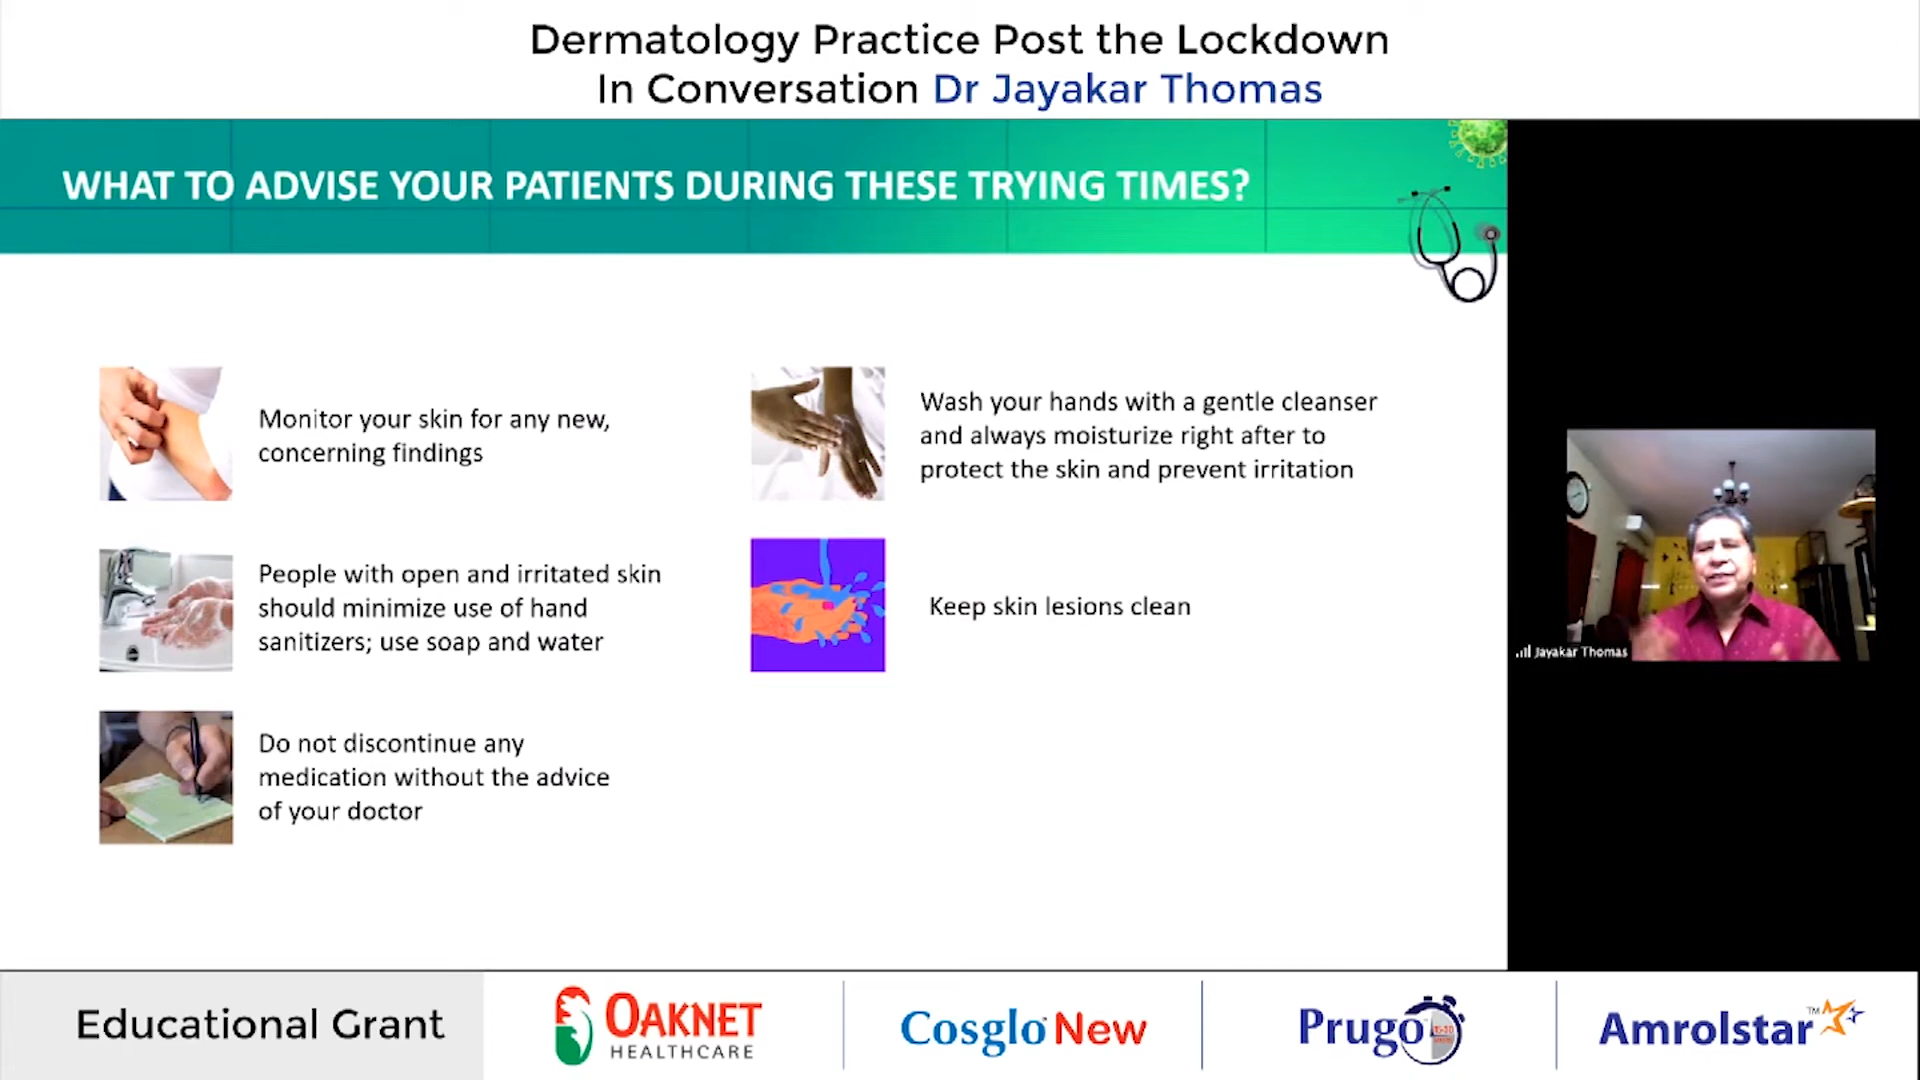 Dermatology Practice Post the Lockdown
In Conversation Dr Jayakar Thomas
WHAT TO ADVISE YOUR PATIENTS DURING THESE TRYING TIMES?
Monitor your skin for any new,
concerning findings
Wash your hands with a gentle cleanser
and always moisturize right after to
protect the skin and prevent irritation
People with open and irritated skin
should minimize use of hand
sanitizers; use soap and water
Keep skin lesions clean
Do not discontinue any
medication without the advice
of your doctor
Jayakar Thomas
Educational Grant
OAKNET
HEALTHCARE
Cosglo New
Prugo
Amrolstar™